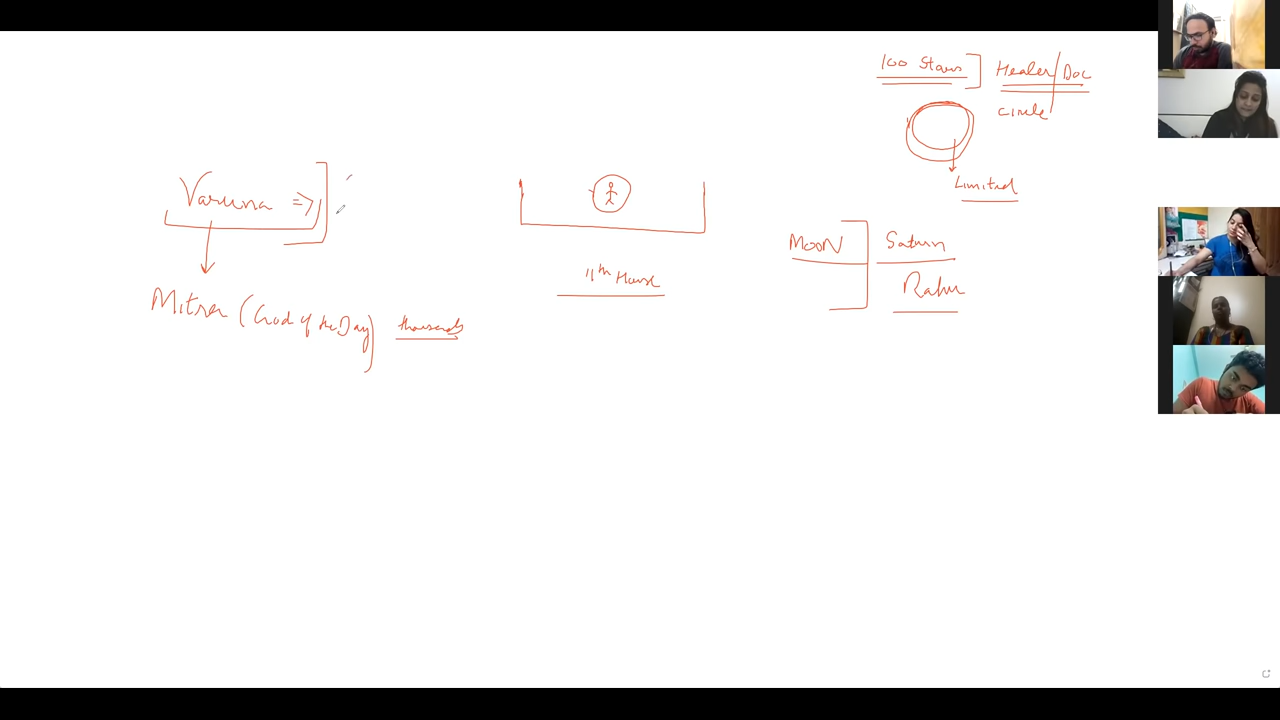 100 Stars
Healer/Doc
Circle
Limited
Varuna =>
Moon
Saturn
Rahu
11th House
Mitra (God of the Day)
thousands